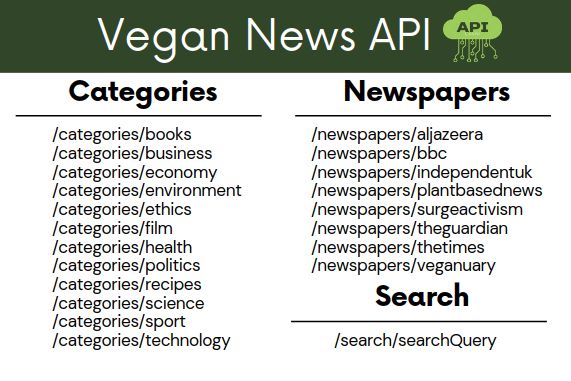 Vegan News API
API
Categories
/categories/books
/categories/business
/categories/economy
/categories/environment
/categories/ethics
/categories/film
/categories/health
/categories/politics
/categories/recipes
/categories/science
/categories/sport
/categories/technology
Newspapers
/newspapers/aljazeera
/newspapers/bbc
/newspapers/independentuk
/newspapers/plantbasednews
/newspapers/surgeactivism
/newspapers/theguardian
/newspapers/thetimes
/newspapers/veganuary
Search
/search/searchQuery